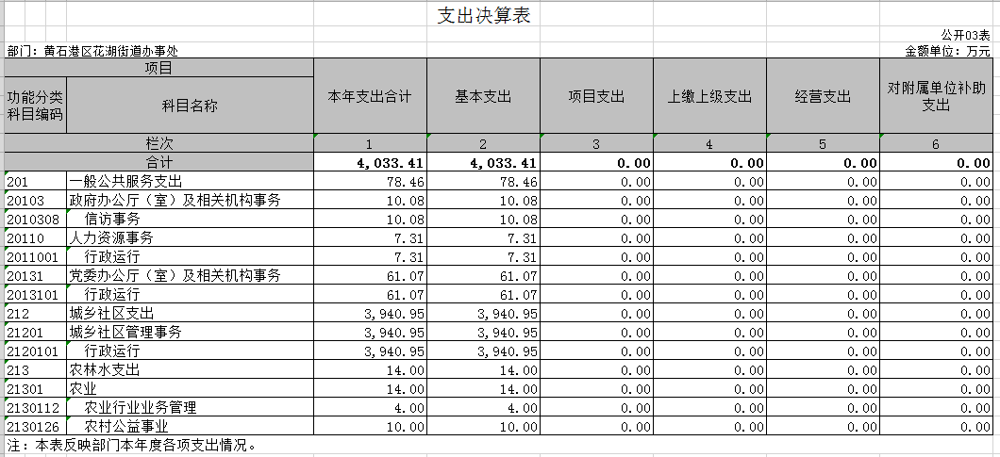 支出决算表
公开03表
部门：黄石港区花湖街道办事处 金额单位：万元
项目 本年支出合计 基本支出 项目支出 上缴上级支出 经营支出 对附属单位补助支出
功能分类科目编码 科目名称
栏次 1 2 3 4 5 6
合计 4,033.41 4,033.41 0.00 0.00 0.00 0.00
201 一般公共服务支出 78.46 78.46 0.00 0.00 0.00 0.00
20103 政府办公厅（室）及相关机构事务 10.08 10.08 0.00 0.00 0.00 0.00
2010308 信访事务 10.08 10.08 0.00 0.00 0.00 0.00
20110 人力资源事务 7.31 7.31 0.00 0.00 0.00 0.00
2011001 行政运行 7.31 7.31 0.00 0.00 0.00 0.00
20131 党委办公厅（室）及相关机构事务 61.07 61.07 0.00 0.00 0.00 0.00
2013101 行政运行 61.07 61.07 0.00 0.00 0.00 0.00
212 城乡社区支出 3,940.95 3,940.95 0.00 0.00 0.00 0.00
21201 城乡社区管理事务 3,940.95 3,940.95 0.00 0.00 0.00 0.00
2120101 行政运行 3,940.95 3,940.95 0.00 0.00 0.00 0.00
213 农林水支出 14.00 14.00 0.00 0.00 0.00 0.00
21301 农业 14.00 14.00 0.00 0.00 0.00 0.00
2130112 农业行业业务管理 4.00 4.00 0.00 0.00 0.00 0.00
2130126 农村公益事业 10.00 10.00 0.00 0.00 0.00 0.00
注：本表反映部门本年度各项支出情况。